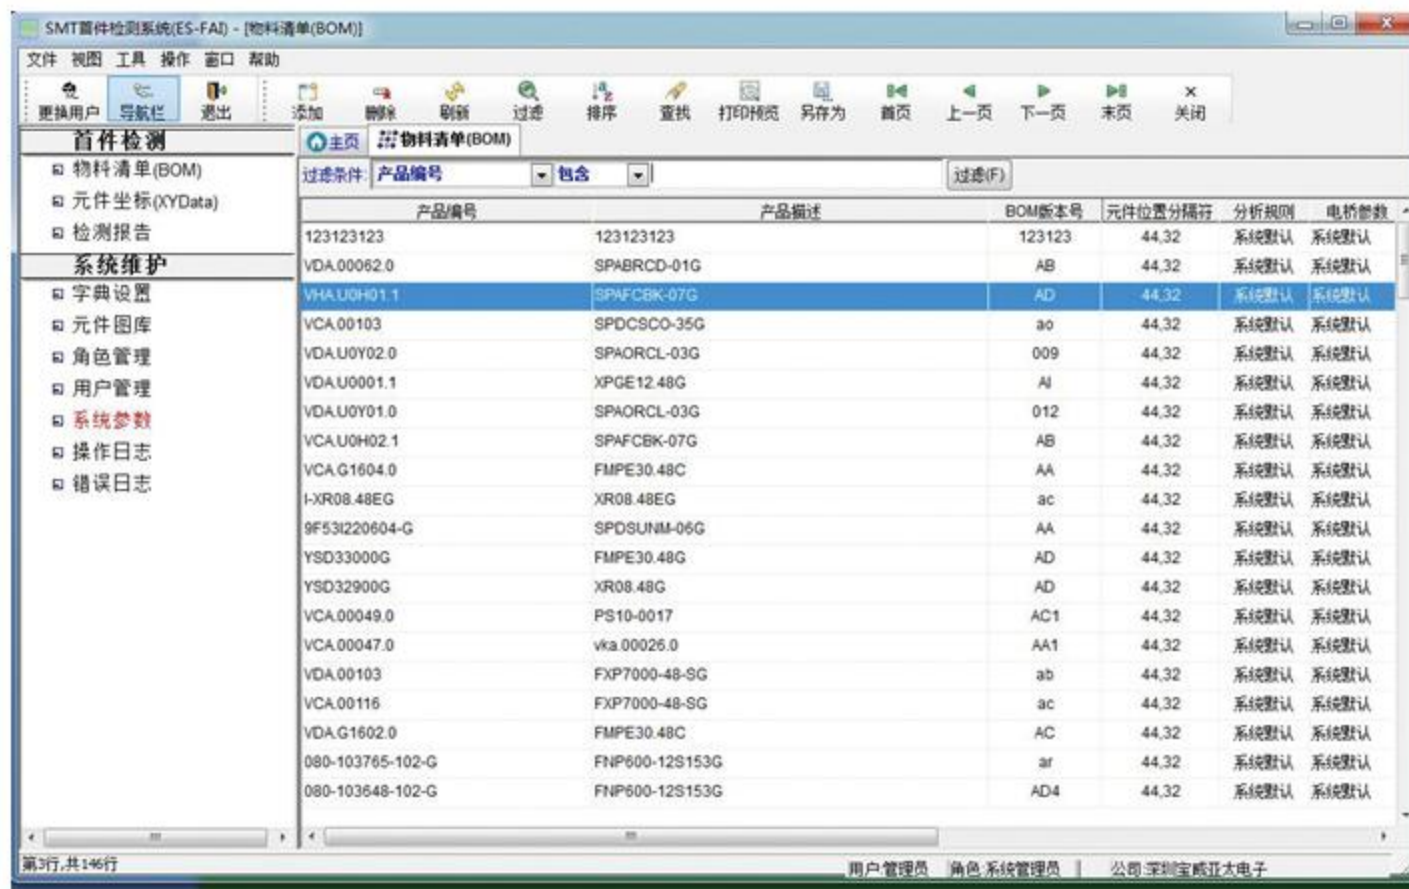 SMT首件检测系统(ES-FAI) - [物料清单(BOM)]
文件 视图 工具 操作 窗口 帮助
更换用户 导航栏 退出 添加 删除 刷新 过滤 排序 查找 打印预览 另存为 首页 上一页 下一页 末页 关闭
首件检测
物料清单(BOM)
元件坐标(XYData)
检测报告
系统维护
字典设置
元件图库
角色管理
用户管理
系统参数
操作日志
错误日志
主页 物料清单(BOM)
过滤条件: 产品编号 包含 过滤(F)
产品编号 产品描述 BOM版本号 元件位置分隔符 分析规则 电桥参数
123123123 123123123 123123 44,32 系统默认 系统默认
VDA.00062.0 SPABRCD-01G AB 44,32 系统默认 系统默认
VHA.U0H01.1 SPAFCBK-07G AD 44,32 系统默认 系统默认
VCA.00103 SPDCSCO-35G ao 44,32 系统默认 系统默认
VDA.U0Y02.0 SPAORCL-03G 009 44,32 系统默认 系统默认
VDA.U0001.1 XPGE12.48G AI 44,32 系统默认 系统默认
VDA.U0Y01.0 SPAORCL-03G 012 44,32 系统默认 系统默认
VCA.U0H02.1 SPAFCBK-07G AB 44,32 系统默认 系统默认
VCA.G1604.0 FMPE30.48C AA 44,32 系统默认 系统默认
I-XR08.48EG XR08.48EG ac 44,32 系统默认 系统默认
9F53I220604-G SPDSUNM-06G AA 44,32 系统默认 系统默认
YSD33000G FMPE30.48G AD 44,32 系统默认 系统默认
YSD32900G XR08.48G AD 44,32 系统默认 系统默认
VCA.00049.0 PS10-0017 AC1 44,32 系统默认 系统默认
VCA.00047.0 vka.00026.0 AA1 44,32 系统默认 系统默认
VDA.00103 FXP7000-48-SG ab 44,32 系统默认 系统默认
VCA.00116 FXP7000-48-SG ac 44,32 系统默认 系统默认
VDA.G1602.0 FMPE30.48C AC 44,32 系统默认 系统默认
080-103765-102-G FNP600-12S153G ar 44,32 系统默认 系统默认
080-103648-102-G FNP600-12S153G AD4 44,32 系统默认 系统默认
第3行,共146行 用户:管理员 角色:系统管理员 公司:深圳宝威亚太电子